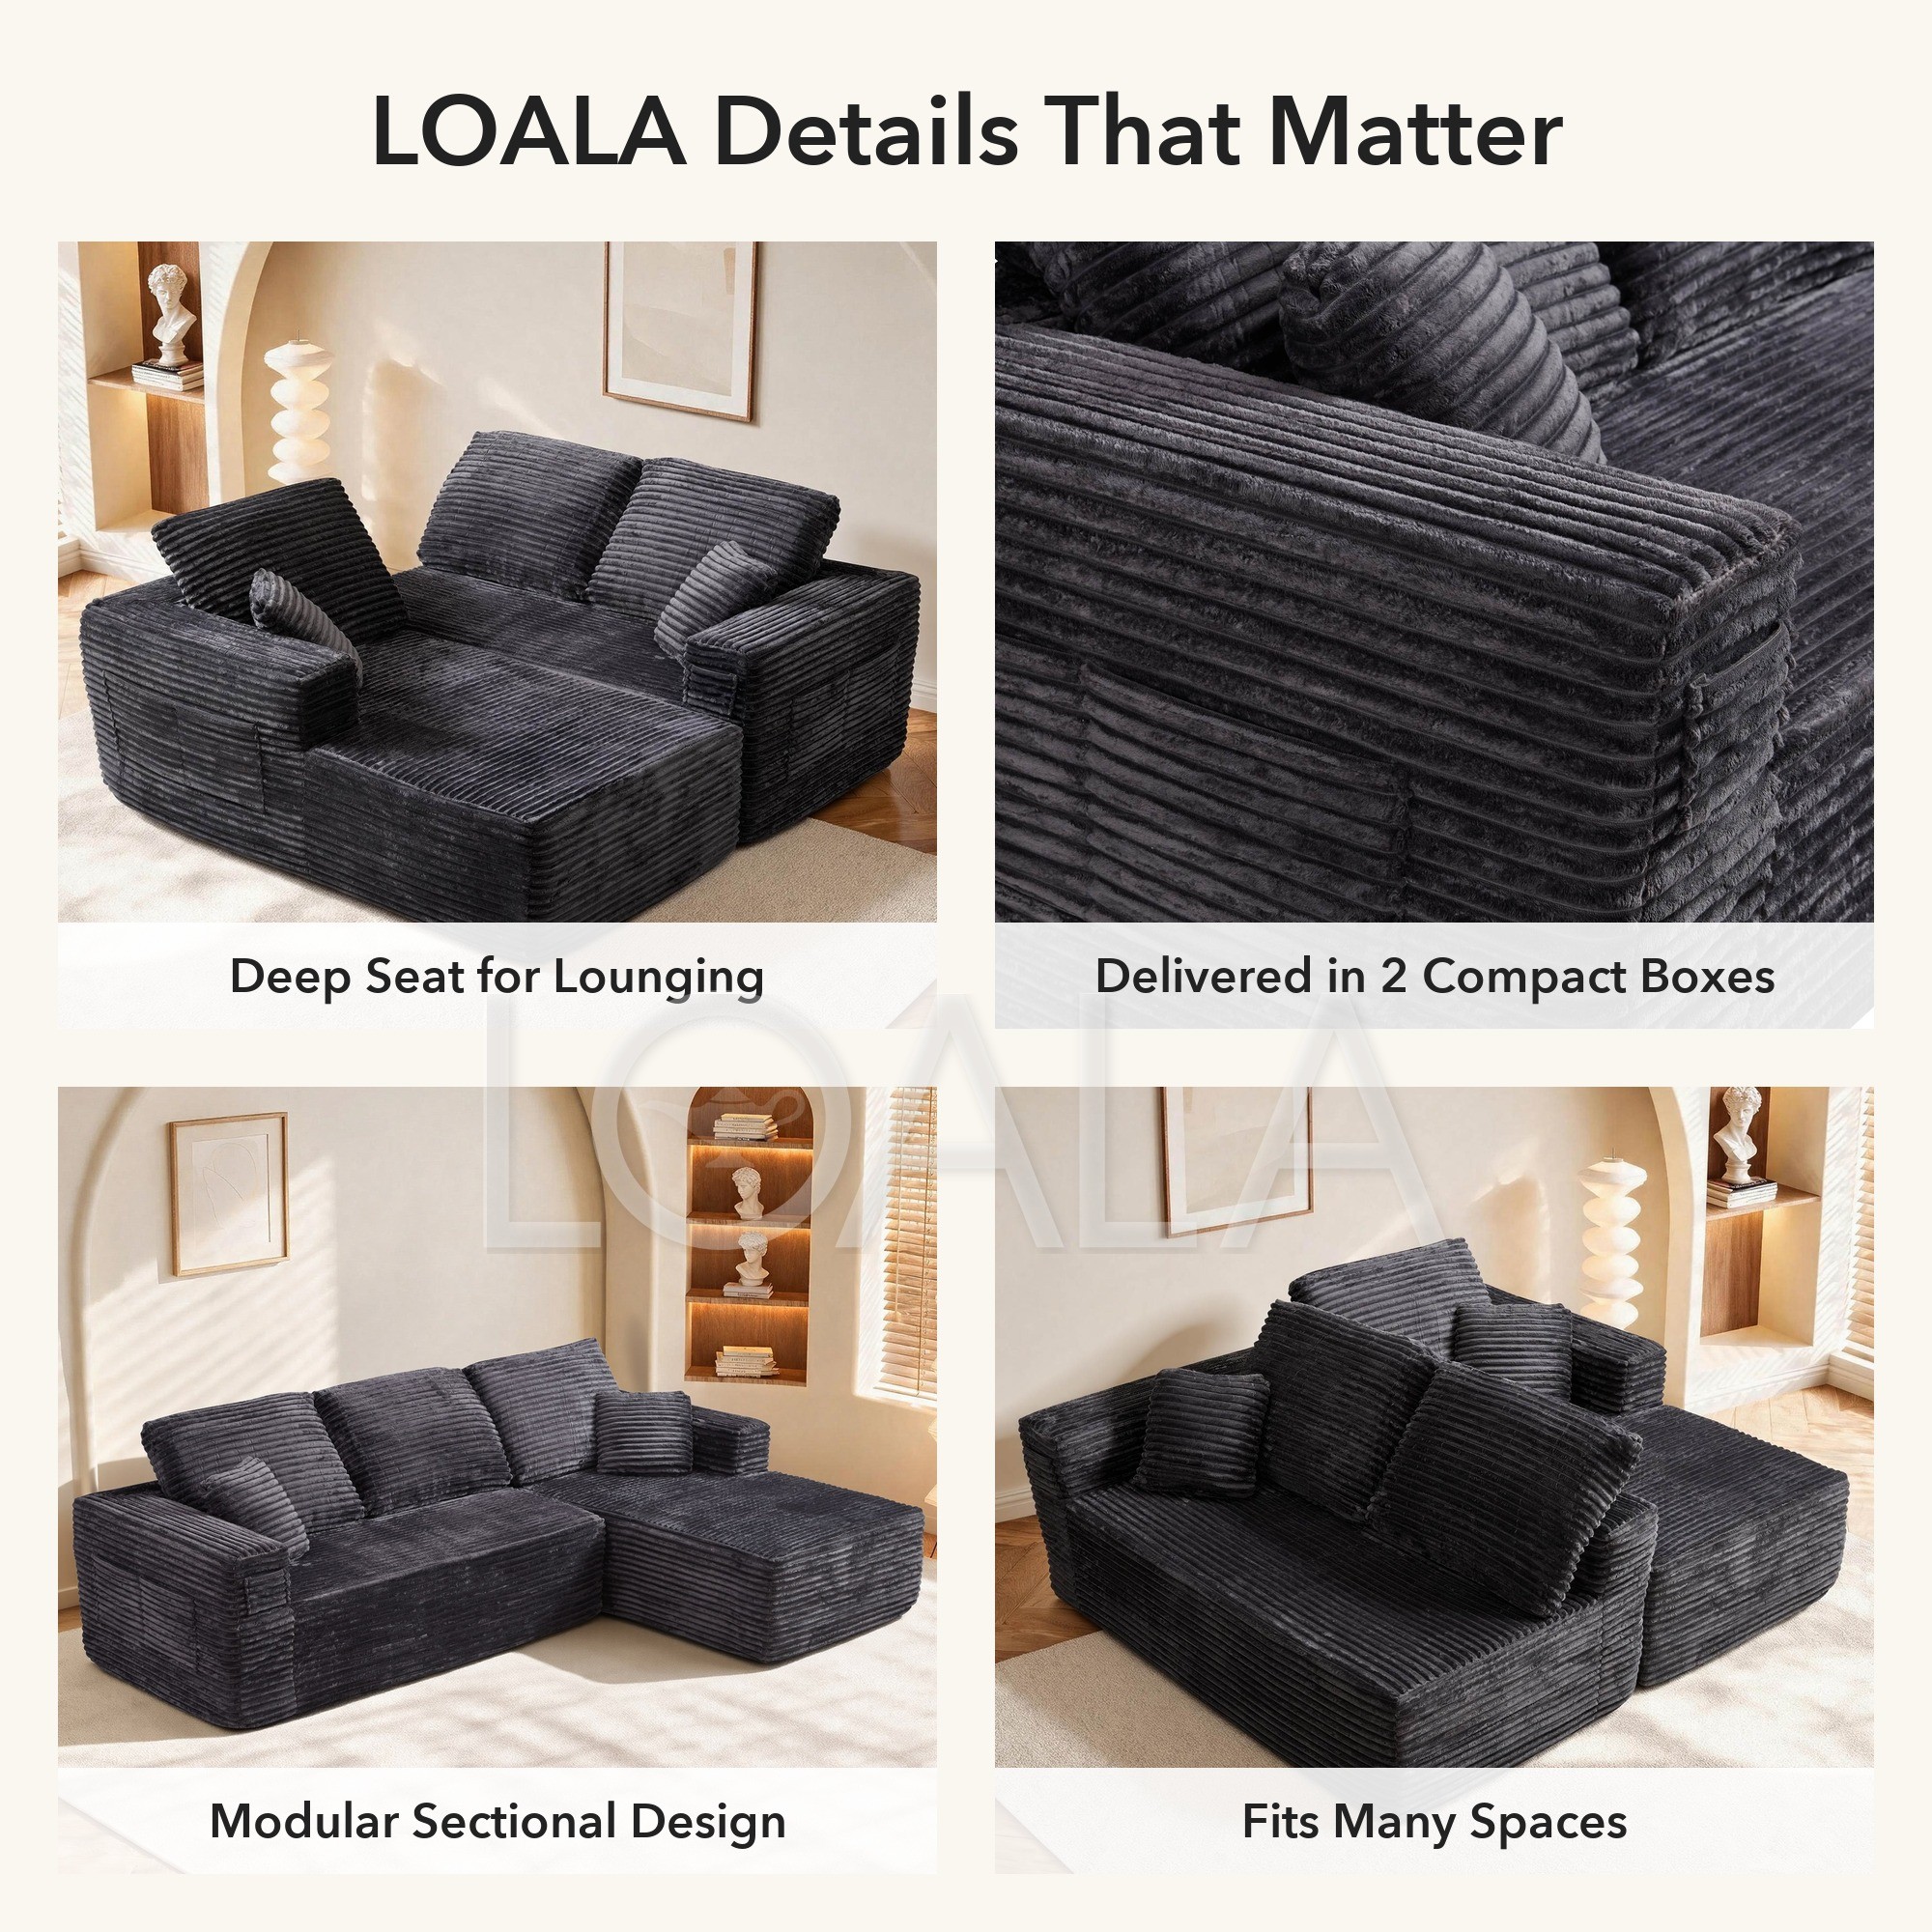 LOALA Details That Matter
Deep Seat for Lounging
Delivered in 2 Compact Boxes
LOALA
Modular Sectional Design
Fits Many Spaces